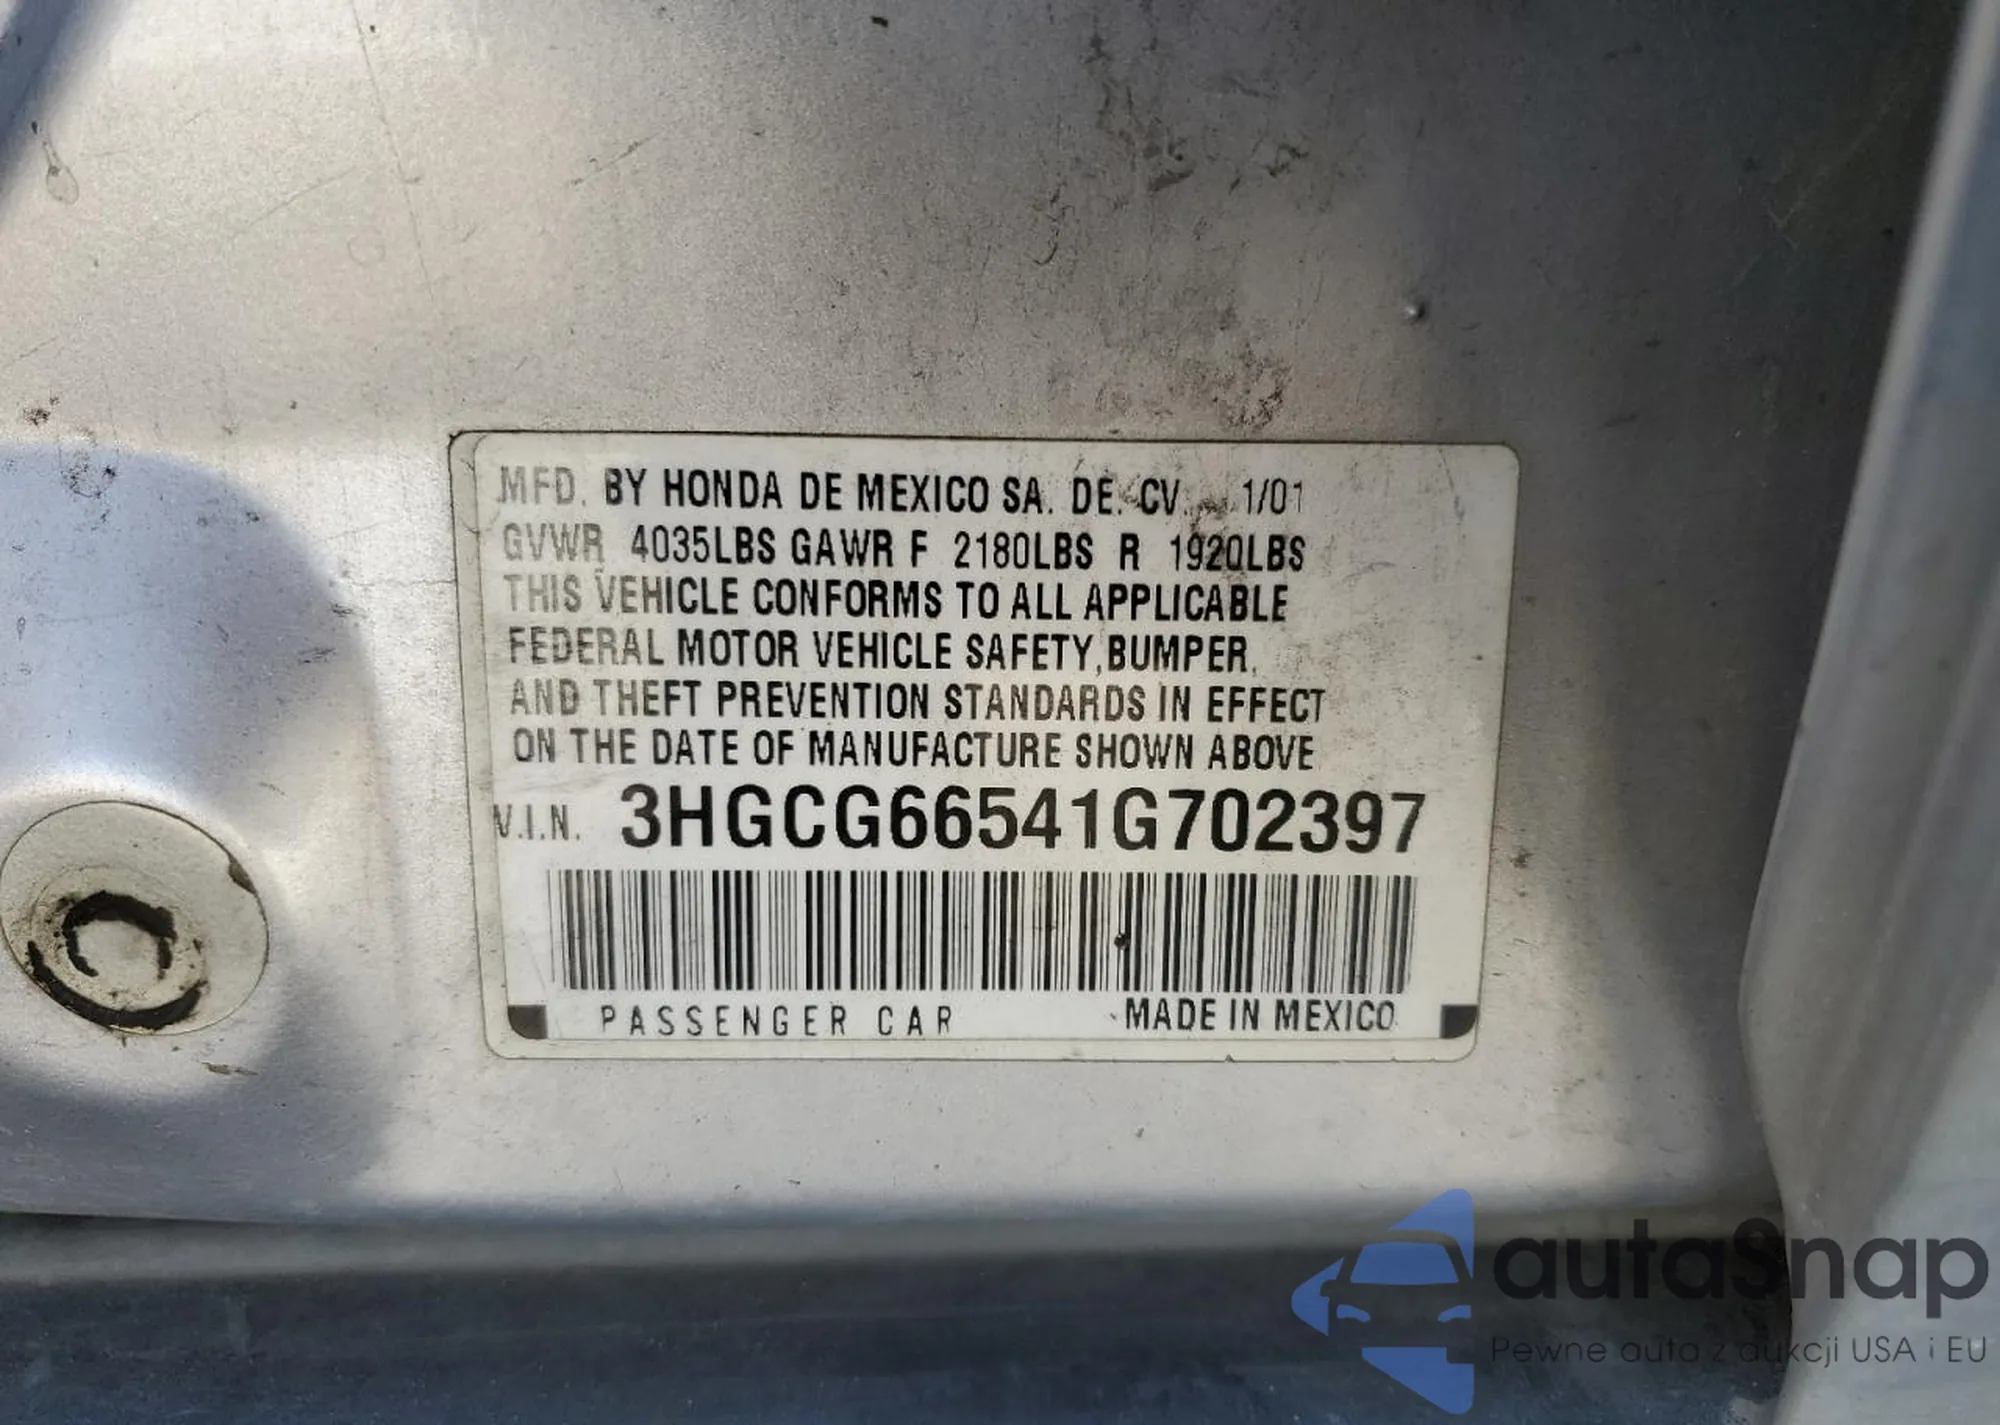 MFD. BY HONDA DE MEXICO SA. DE. CV. 1/01
GVWR 4035LBS GAWR F 2180LBS R 1920LBS
THIS VEHICLE CONFORMS TO ALL APPLICABLE
FEDERAL MOTOR VEHICLE SAFETY,BUMPER,
AND THEFT PREVENTION STANDARDS IN EFFECT
ON THE DATE OF MANUFACTURE SHOWN ABOVE
V.I.N. 3HGCG66541G702397
PASSENGER CAR MADE IN MEXICO
autaSnap
Pewne auta z aukcji USA i EU